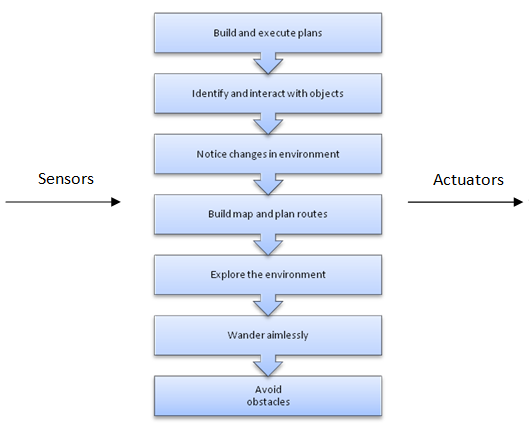 Build and execute plans
Identify and interact with objects
Notice changes in environment
Sensors
Actuators
Build map and plan routes
Explore the environment
Wander aimlessly
Avoid
obstacles